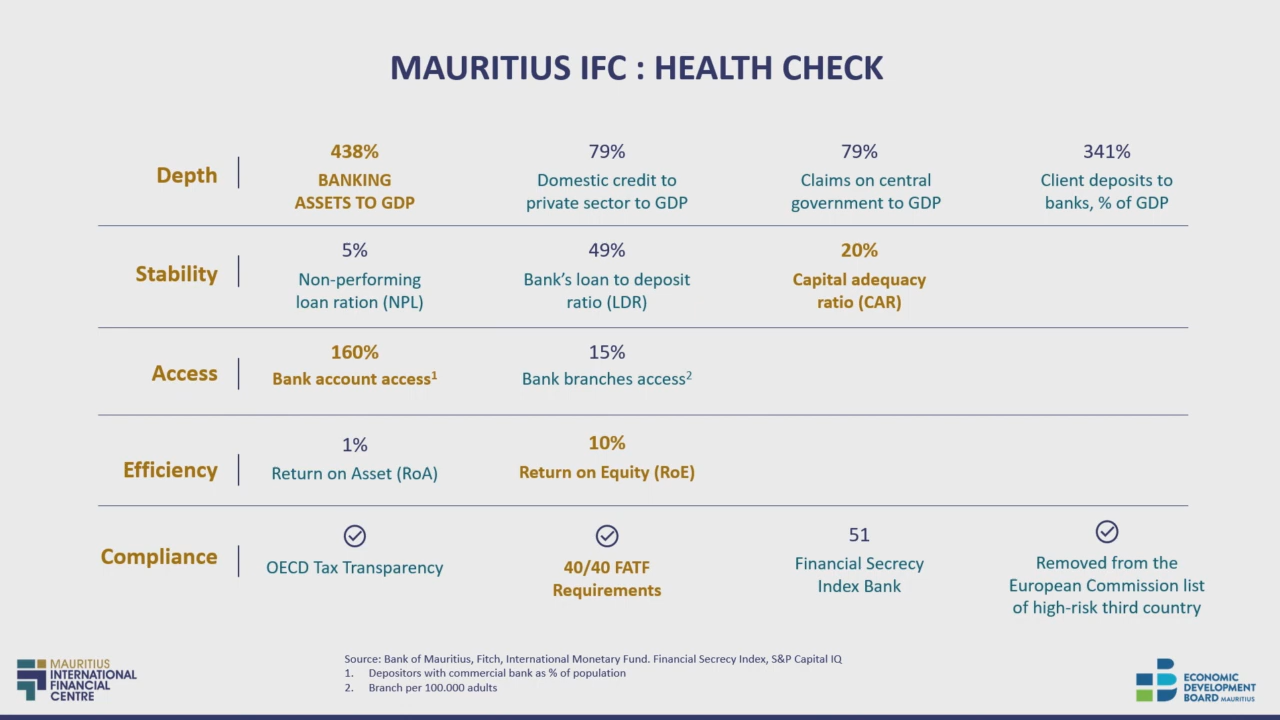 MAURITIUS IFC : HEALTH CHECK
Depth
438%
BANKING
ASSETS TO GDP
79%
Domestic credit to
private sector to GDP
79%
Claims on central
government to GDP
341%
Client deposits to
banks, % of GDP
Stability
5%
Non-performing
loan ration (NPL)
49%
Bank’s loan to deposit
ratio (LDR)
20%
Capital adequacy
ratio (CAR)
Access
160%
Bank account access1
15%
Bank branches access2
Efficiency
1%
Return on Asset (RoA)
10%
Return on Equity (RoE)
Compliance
OECD Tax Transparency
40/40 FATF
Requirements
51
Financial Secrecy
Index Bank
Removed from the
European Commission list
of high-risk third country
MAURITIUS
INTERNATIONAL
FINANCIAL
CENTRE
Source: Bank of Mauritius, Fitch, International Monetary Fund. Financial Secrecy Index, S&P Capital IQ
1. Depositors with commercial bank as % of population
2. Branch per 100.000 adults
ECONOMIC
DEVELOPMENT
BOARD MAURITIUS